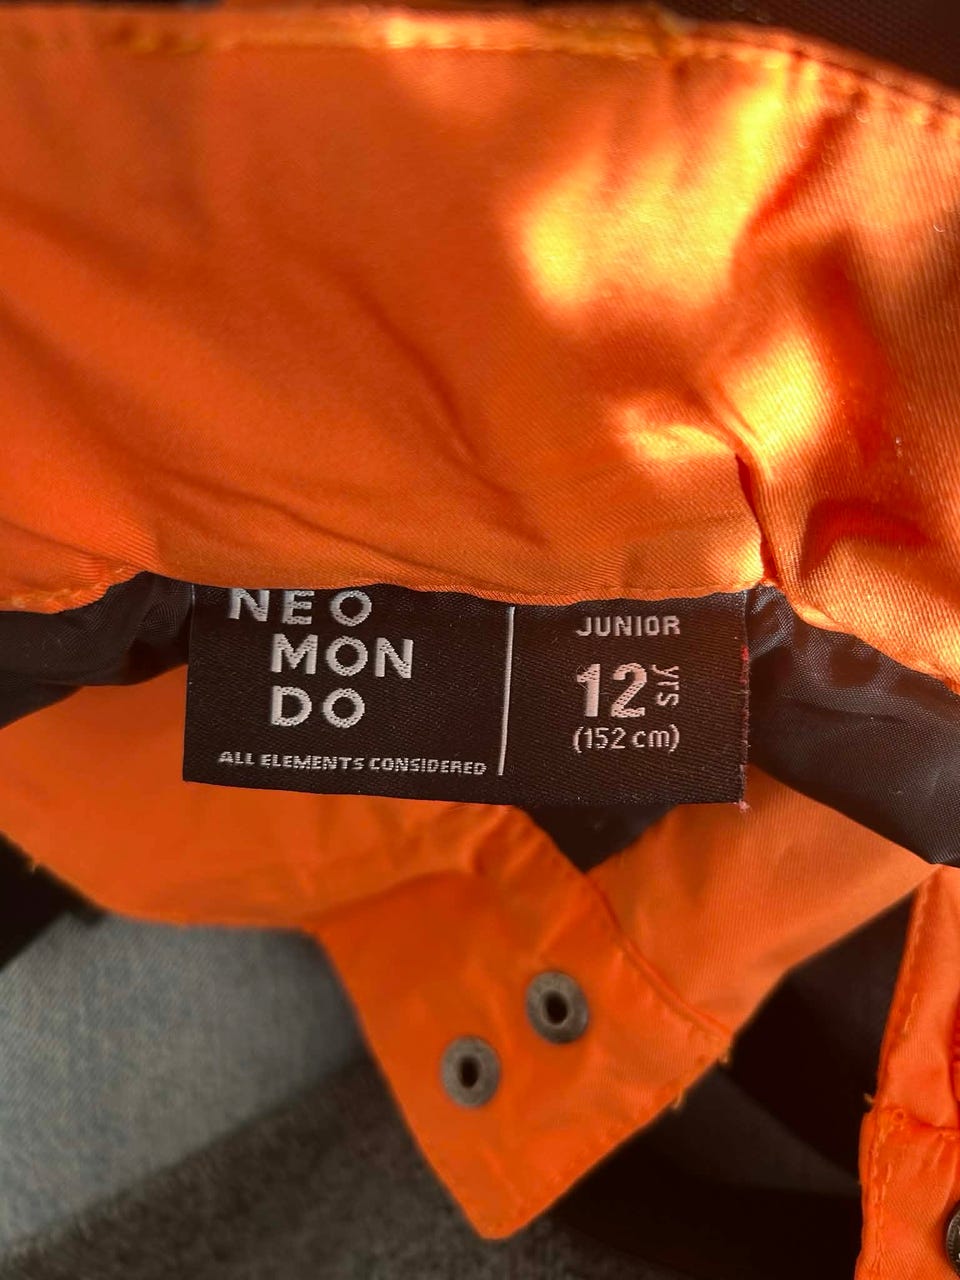 NEO
MON
DO
ALL ELEMENTS CONSIDERED
JUNIOR
12 yrs
(152 cm)